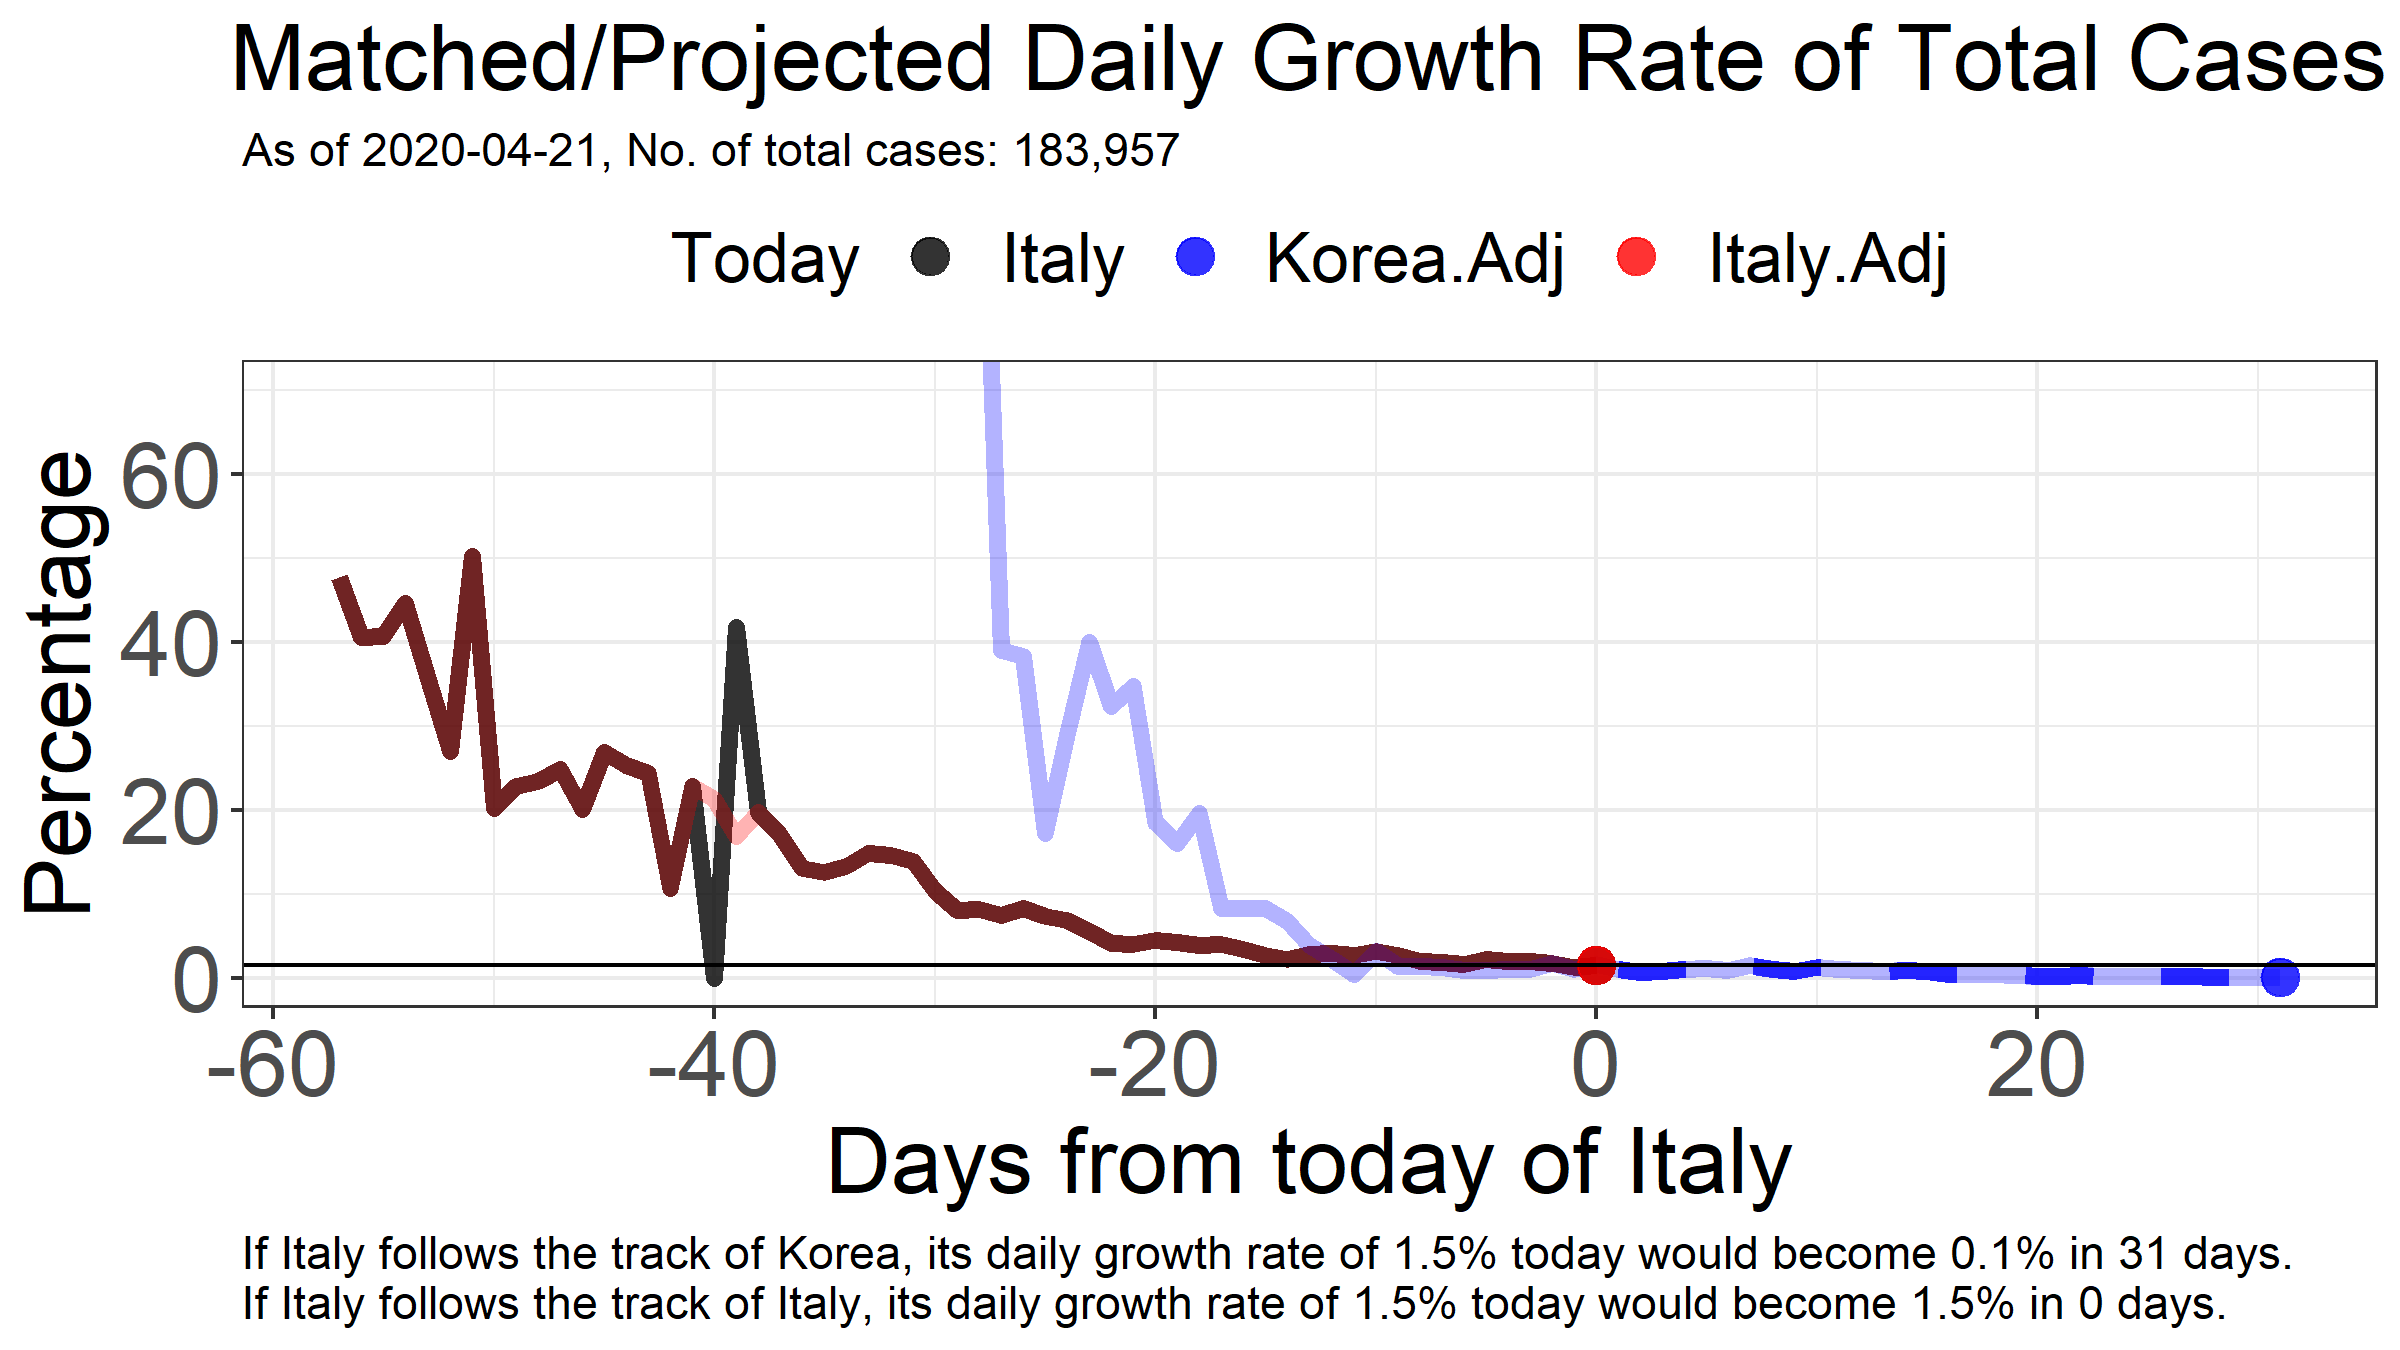 Matched/Projected Daily Growth Rate of Total Cases
As of 2020-04-21, No. of total cases: 183,957
Today Italy Korea.Adj Italy.Adj
Percentage
60
40
20
0
-60 -40 -20 0 20
Days from today of Italy
If Italy follows the track of Korea, its daily growth rate of 1.5% today would become 0.1% in 31 days.
If Italy follows the track of Italy, its daily growth rate of 1.5% today would become 1.5% in 0 days.